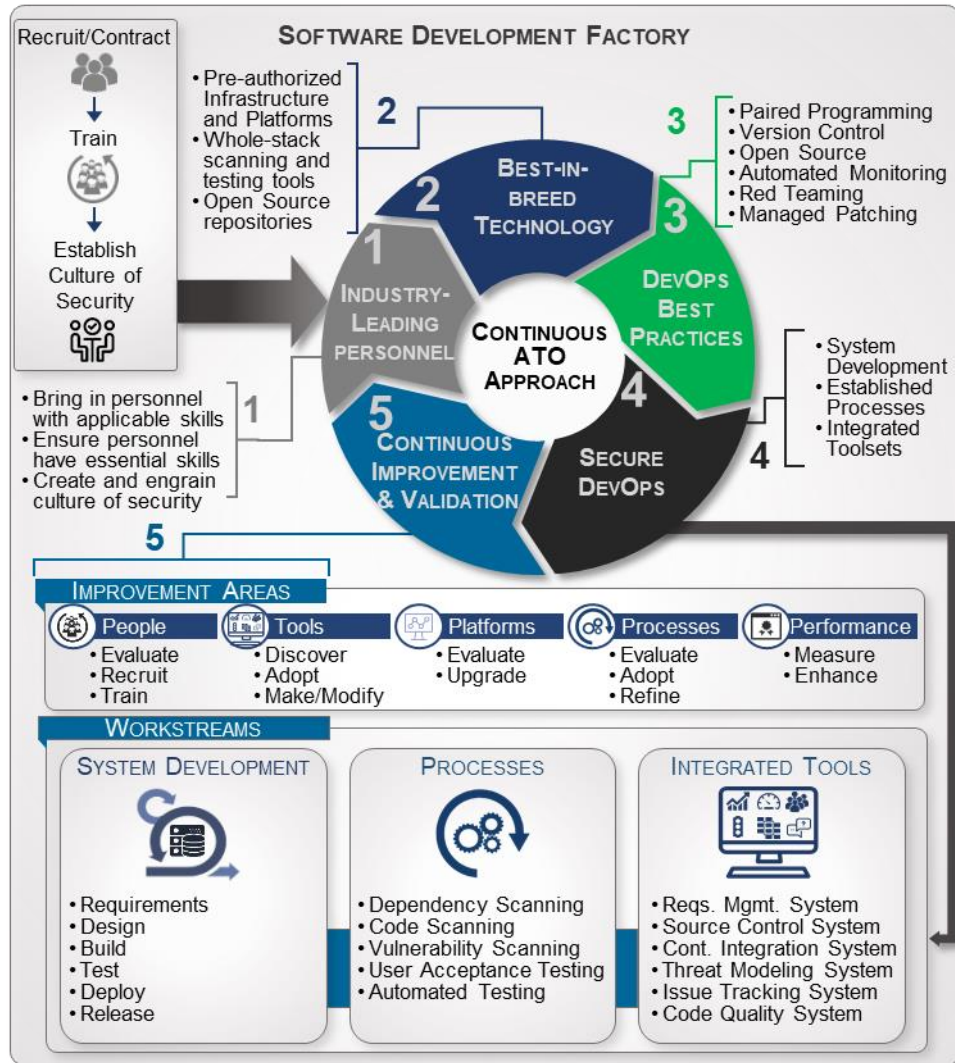 SOFTWARE DEVELOPMENT FACTORY
Recruit/Contract
Train
Establish
Culture of
Security
• Pre-authorized
Infrastructure
and Platforms
• Whole-stack
scanning and
testing tools
• Open Source
repositories
2
3
• Paired Programming
• Version Control
• Open Source
• Automated Monitoring
• Red Teaming
• Managed Patching
1
INDUSTRY-
LEADING
PERSONNEL
2
BEST-IN-
BREED
TECHNOLOGY
3
DEVOPS
BEST
PRACTICES
4
SECURE
DEVOPS
5
CONTINUOUS
IMPROVEMENT
& VALIDATION
CONTINUOUS
ATO
APPROACH
• Bring in personnel
with applicable skills
• Ensure personnel
have essential skills
• Create and engrain
culture of security
1
4
• System
Development
• Established
Processes
• Integrated
Toolsets
5
IMPROVEMENT AREAS
People
• Evaluate
• Recruit
• Train
Tools
• Discover
• Adopt
• Make/Modify
Platforms
• Evaluate
• Upgrade
Processes
• Evaluate
• Adopt
• Refine
Performance
• Measure
• Enhance
WORKSTREAMS
SYSTEM DEVELOPMENT
• Requirements
• Design
• Build
• Test
• Deploy
• Release
PROCESSES
• Dependency Scanning
• Code Scanning
• Vulnerability Scanning
• User Acceptance Testing
• Automated Testing
INTEGRATED TOOLS
• Reqs. Mgmt. System
• Source Control System
• Cont. Integration System
• Threat Modeling System
• Issue Tracking System
• Code Quality System